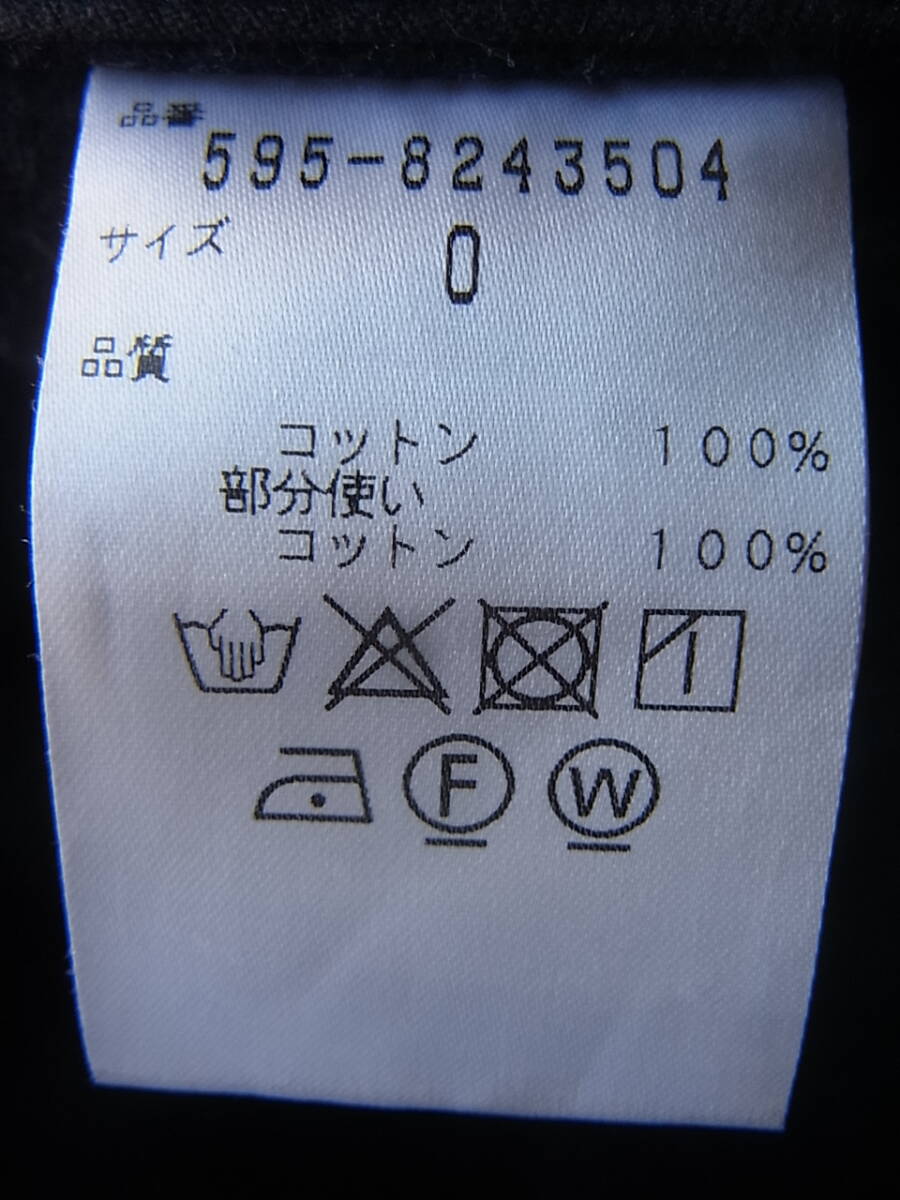 品番
595-8243504
サイズ 0
品質
コットン 100%
部分使い
コットン 100%
F W